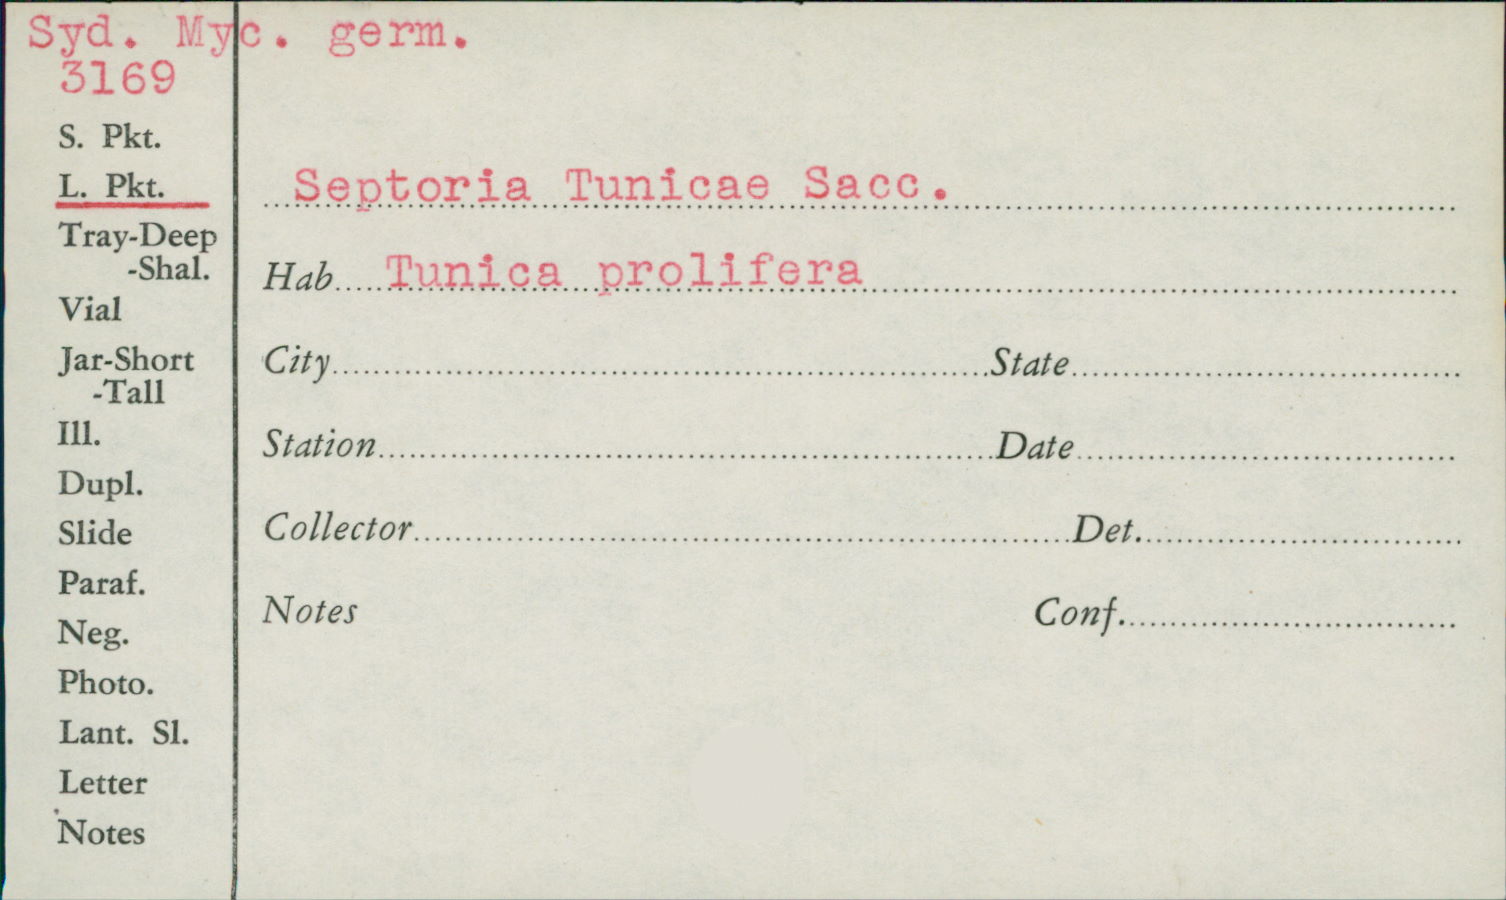 Syd. Myc. germ.
3169
S. Pkt.
L. Pkt.
Tray-Deep
-Shal.
Vial
Jar-Short
-Tall
Ill.
Dupl.
Slide
Paraf.
Neg.
Photo.
Lant. Sl.
Letter
Notes
Septoria Tunicae Sacc.
Hab. Tunica prolifera
City State
Station Date
Collector Det.
Notes Conf.